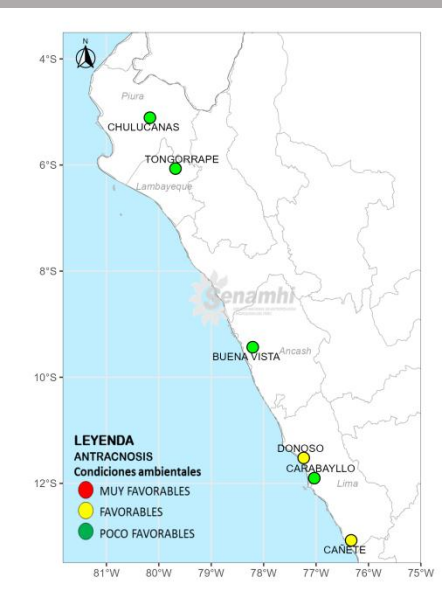 N
4°S
Piura
CHULUCANAS
TONGORRAPE
6°S
Lambayeque
8°S
Senamhi
BUENA VISTA
Ancash
10°S
LEYENDA
ANTRACNOSIS
Condiciones ambientales
MUY FAVORABLES
FAVORABLES
POCO FAVORABLES
DONOSO
CARABAYLLO
12°S
Lima
CAÑETE
81°W 80°W 79°W 78°W 77°W 76°W 75°W